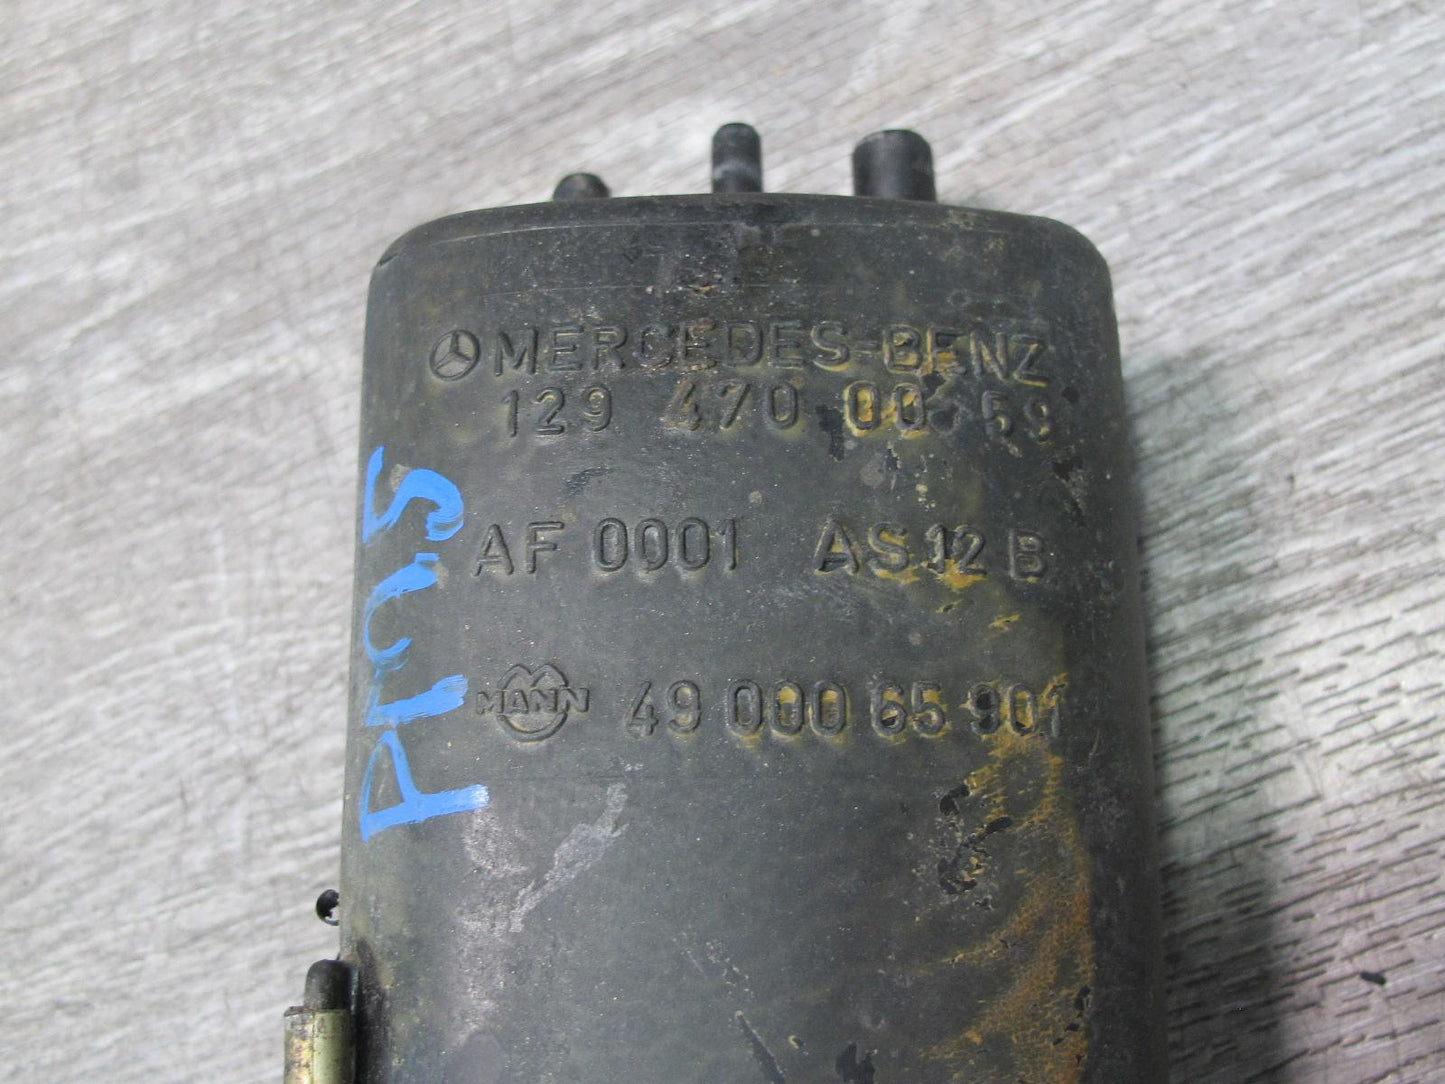 MERCEDES-BENZ
129 470 00 59
AF 0001 AS 12 B
MANN 49 000 65 901